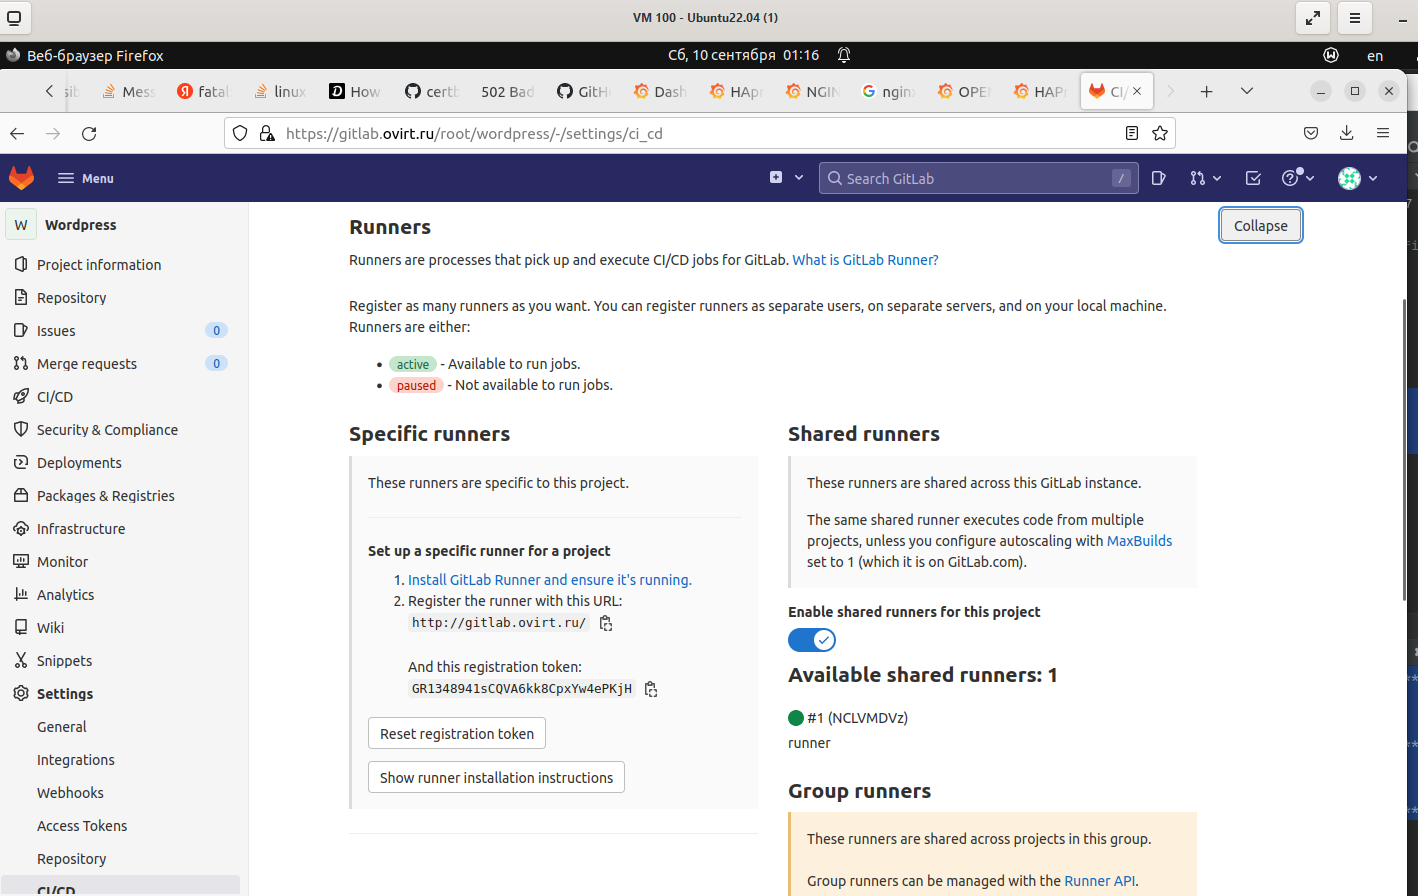 VM 100 - Ubuntu22.04 (1)
Веб-браузер Firefox
Сб, 10 сентября 01:16
en
Mess
fatal
linux
How
certb
502 Bad
GitH
Dash
HApr
NGIN
nginx
OPEN
HAPr
CI/
https://gitlab.ovirt.ru/root/wordpress/-/settings/ci_cd
Menu
Search GitLab
/
W
Wordpress
Project information
Repository
Issues 0
Merge requests 0
CI/CD
Security & Compliance
Deployments
Packages & Registries
Infrastructure
Monitor
Analytics
Wiki
Snippets
Settings
General
Integrations
Webhooks
Access Tokens
Repository
CI/CD
Runners
Collapse
Runners are processes that pick up and execute CI/CD jobs for GitLab. What is GitLab Runner?
Register as many runners as you want. You can register runners as separate users, on separate servers, and on your local machine.
Runners are either:
• active - Available to run jobs.
• paused - Not available to run jobs.
Specific runners
These runners are specific to this project.
Set up a specific runner for a project
1. Install GitLab Runner and ensure it's running.
2. Register the runner with this URL:
http://gitlab.ovirt.ru/
And this registration token:
GR1348941sCQVA6kk8CpxYw4ePKjH
Reset registration token
Show runner installation instructions
Shared runners
These runners are shared across this GitLab instance.
The same shared runner executes code from multiple
projects, unless you configure autoscaling with MaxBuilds
set to 1 (which it is on GitLab.com).
Enable shared runners for this project
Available shared runners: 1
#1 (NCLVMDVz)
runner
Group runners
These runners are shared across projects in this group.
Group runners can be managed with the Runner API.